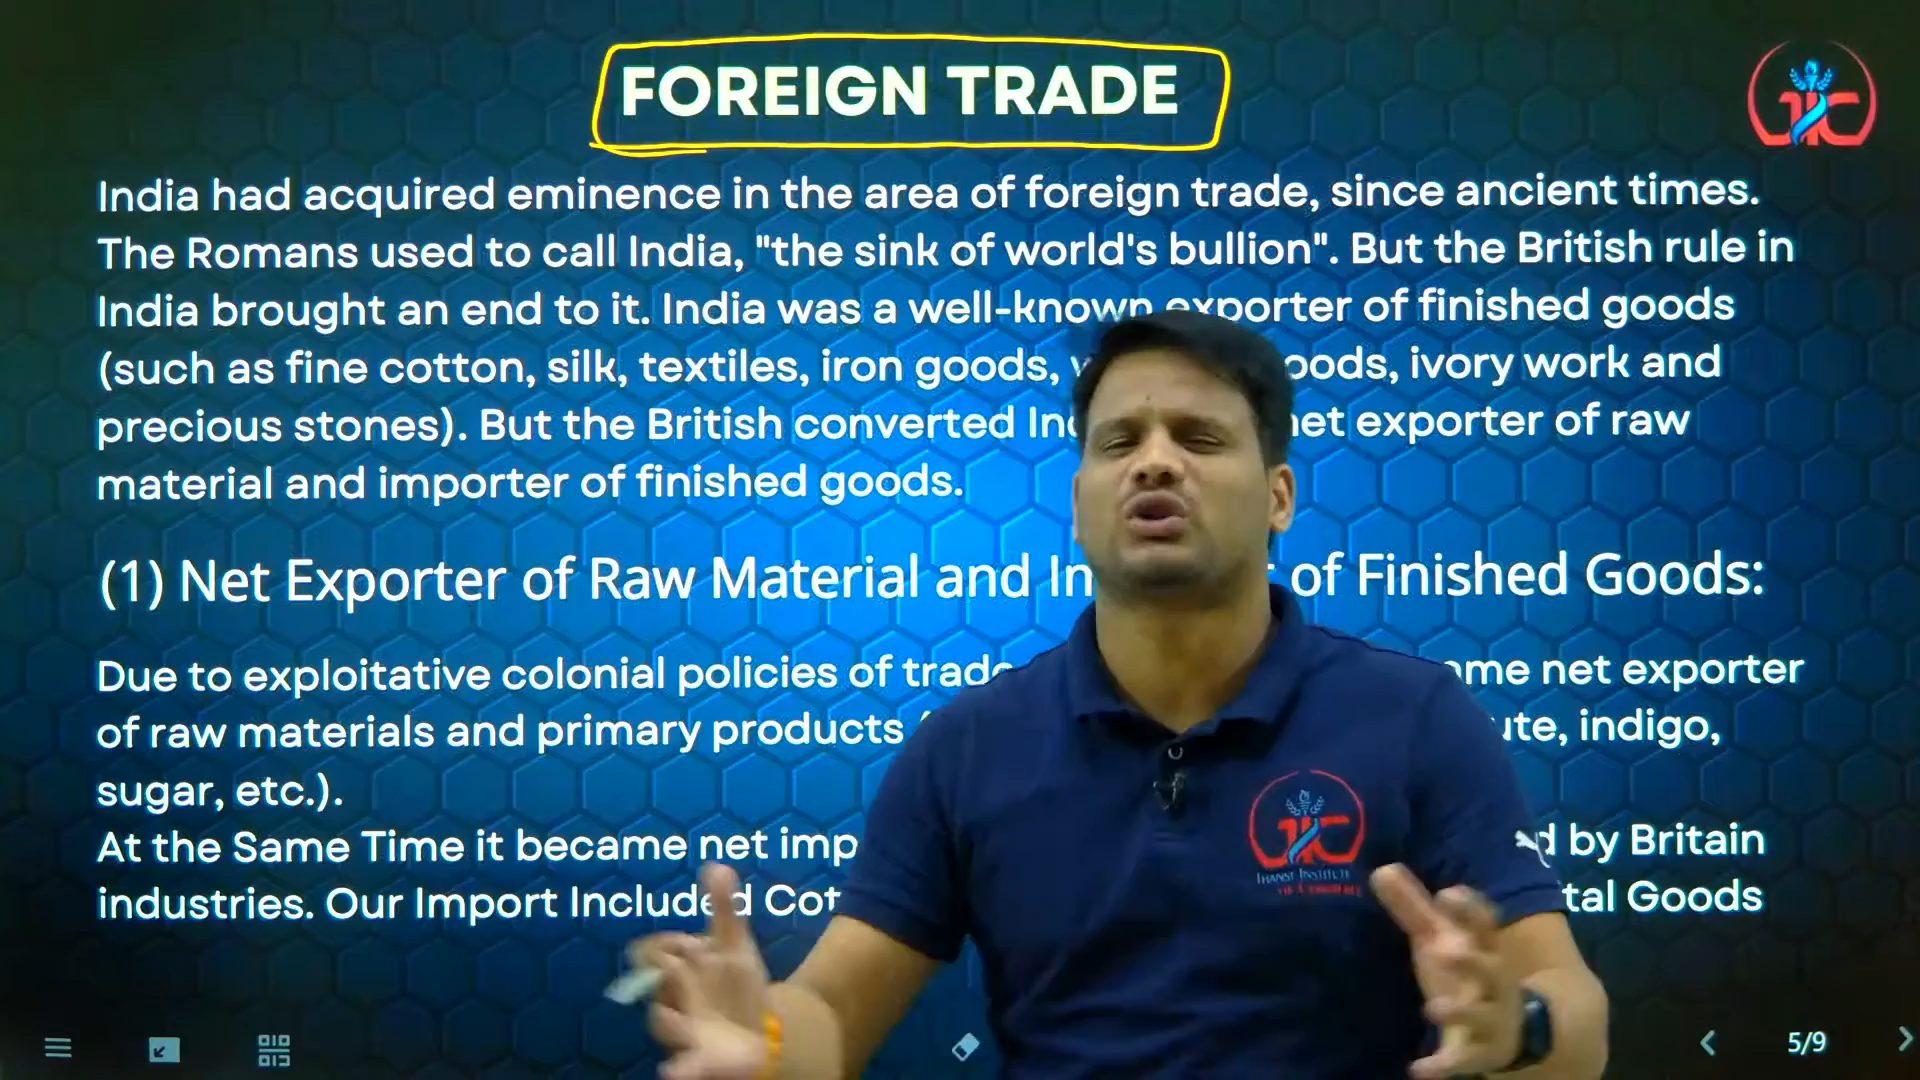 FOREIGN TRADE
India had acquired eminence in the area of foreign trade, since ancient times.
The Romans used to call India, "the sink of world's bullion". But the British rule in
India brought an end to it. India was a well-known exporter of finished goods
(such as fine cotton, silk, textiles, iron goods, ivory work and
precious stones). But the British converted net exporter of raw
material and importer of finished goods.
(1) Net Exporter of Raw Material and of Finished Goods:
Due to exploitative colonial policies of trade net exporter
of raw materials and primary products indigo,
sugar, etc.).
At the Same Time it became net by Britain
industries. Our Import Included Goods
JIC
JIC
THANSI INSTITUTE
5/9